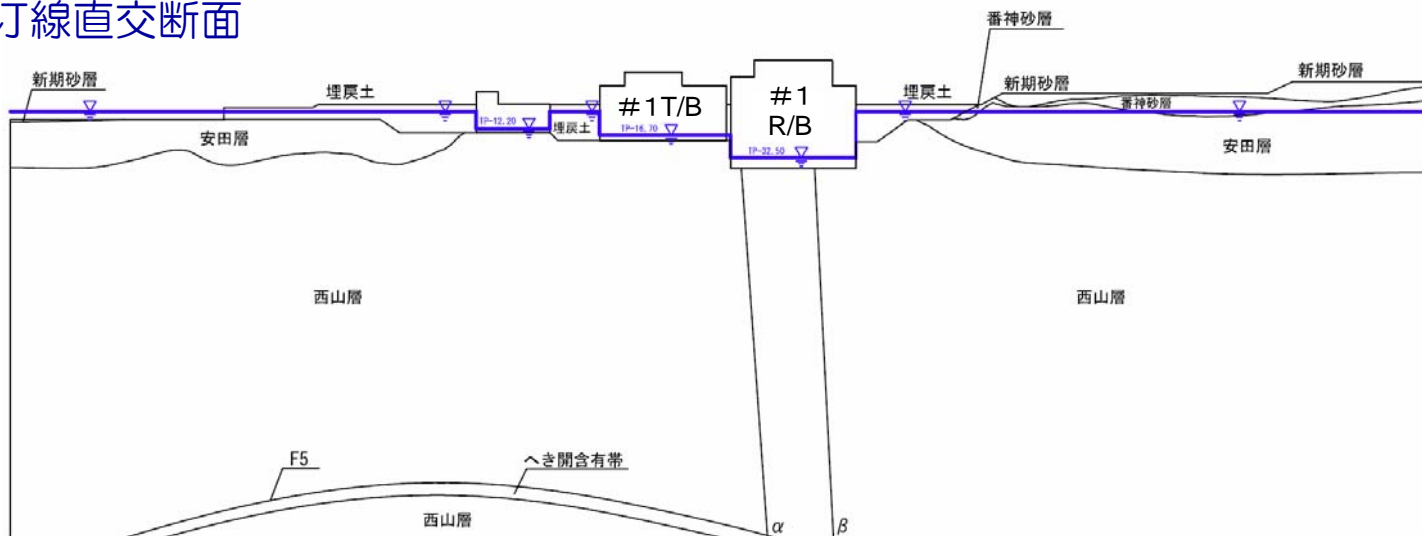 汀線直交断面
番神砂層
新期砂層
埋戻土
#1T/B
#1
R/B
埋戻土
新期砂層
新期砂層
番神砂層
TP-12.20
埋戻土
TP-16.70
TP-32.50
安田層
安田層
西山層
西山層
F5
へき開含有帯
西山層
α
β